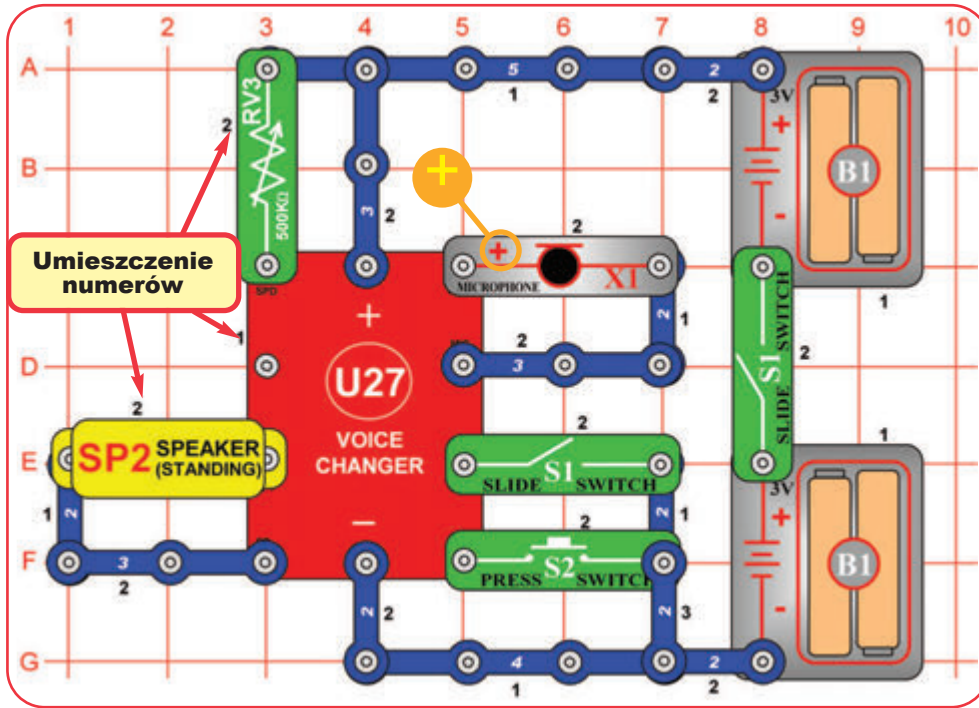 1 2 3 4 5 6 7 8 9 10
A
5
2
1
2
RV3
2
500KΩ
3V
+
-
B1
B
3
2
+
2
Umieszczenie
numerów
SPD
+
MICROPHONE
X1
2
1
1
+
1
2
3
D
U27
VOICE
CHANGER
−
S1
SLIDE SWITCH
2
1
2
SP2 SPEAKER
(STANDING)
E
2
SLIDE S1 SWITCH
1
2
2
1
3V
+
-
B1
F
3
2
2
PRESS S2 SWITCH
2
2
2
3
G
4
1
2
2